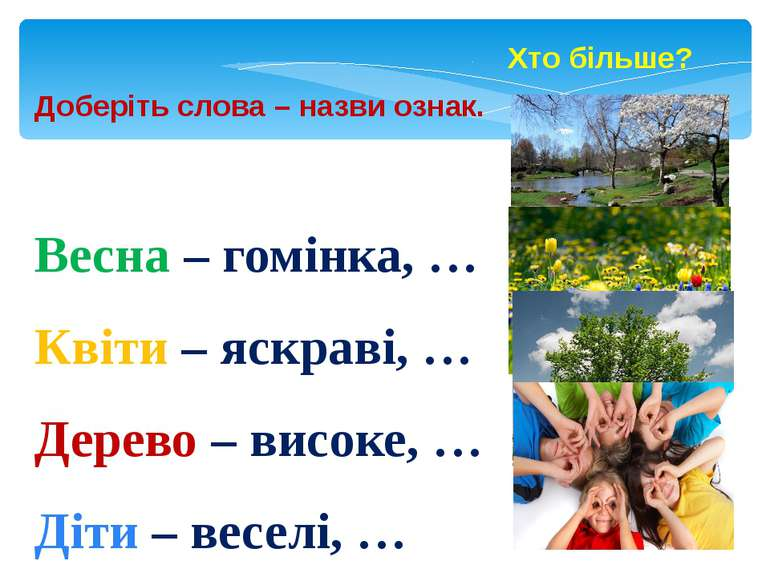 Хто більше?
Доберіть слова – назви ознак.
Весна – гомінка, …
Квіти – яскраві, …
Дерево – високе, …
Діти – веселі, …